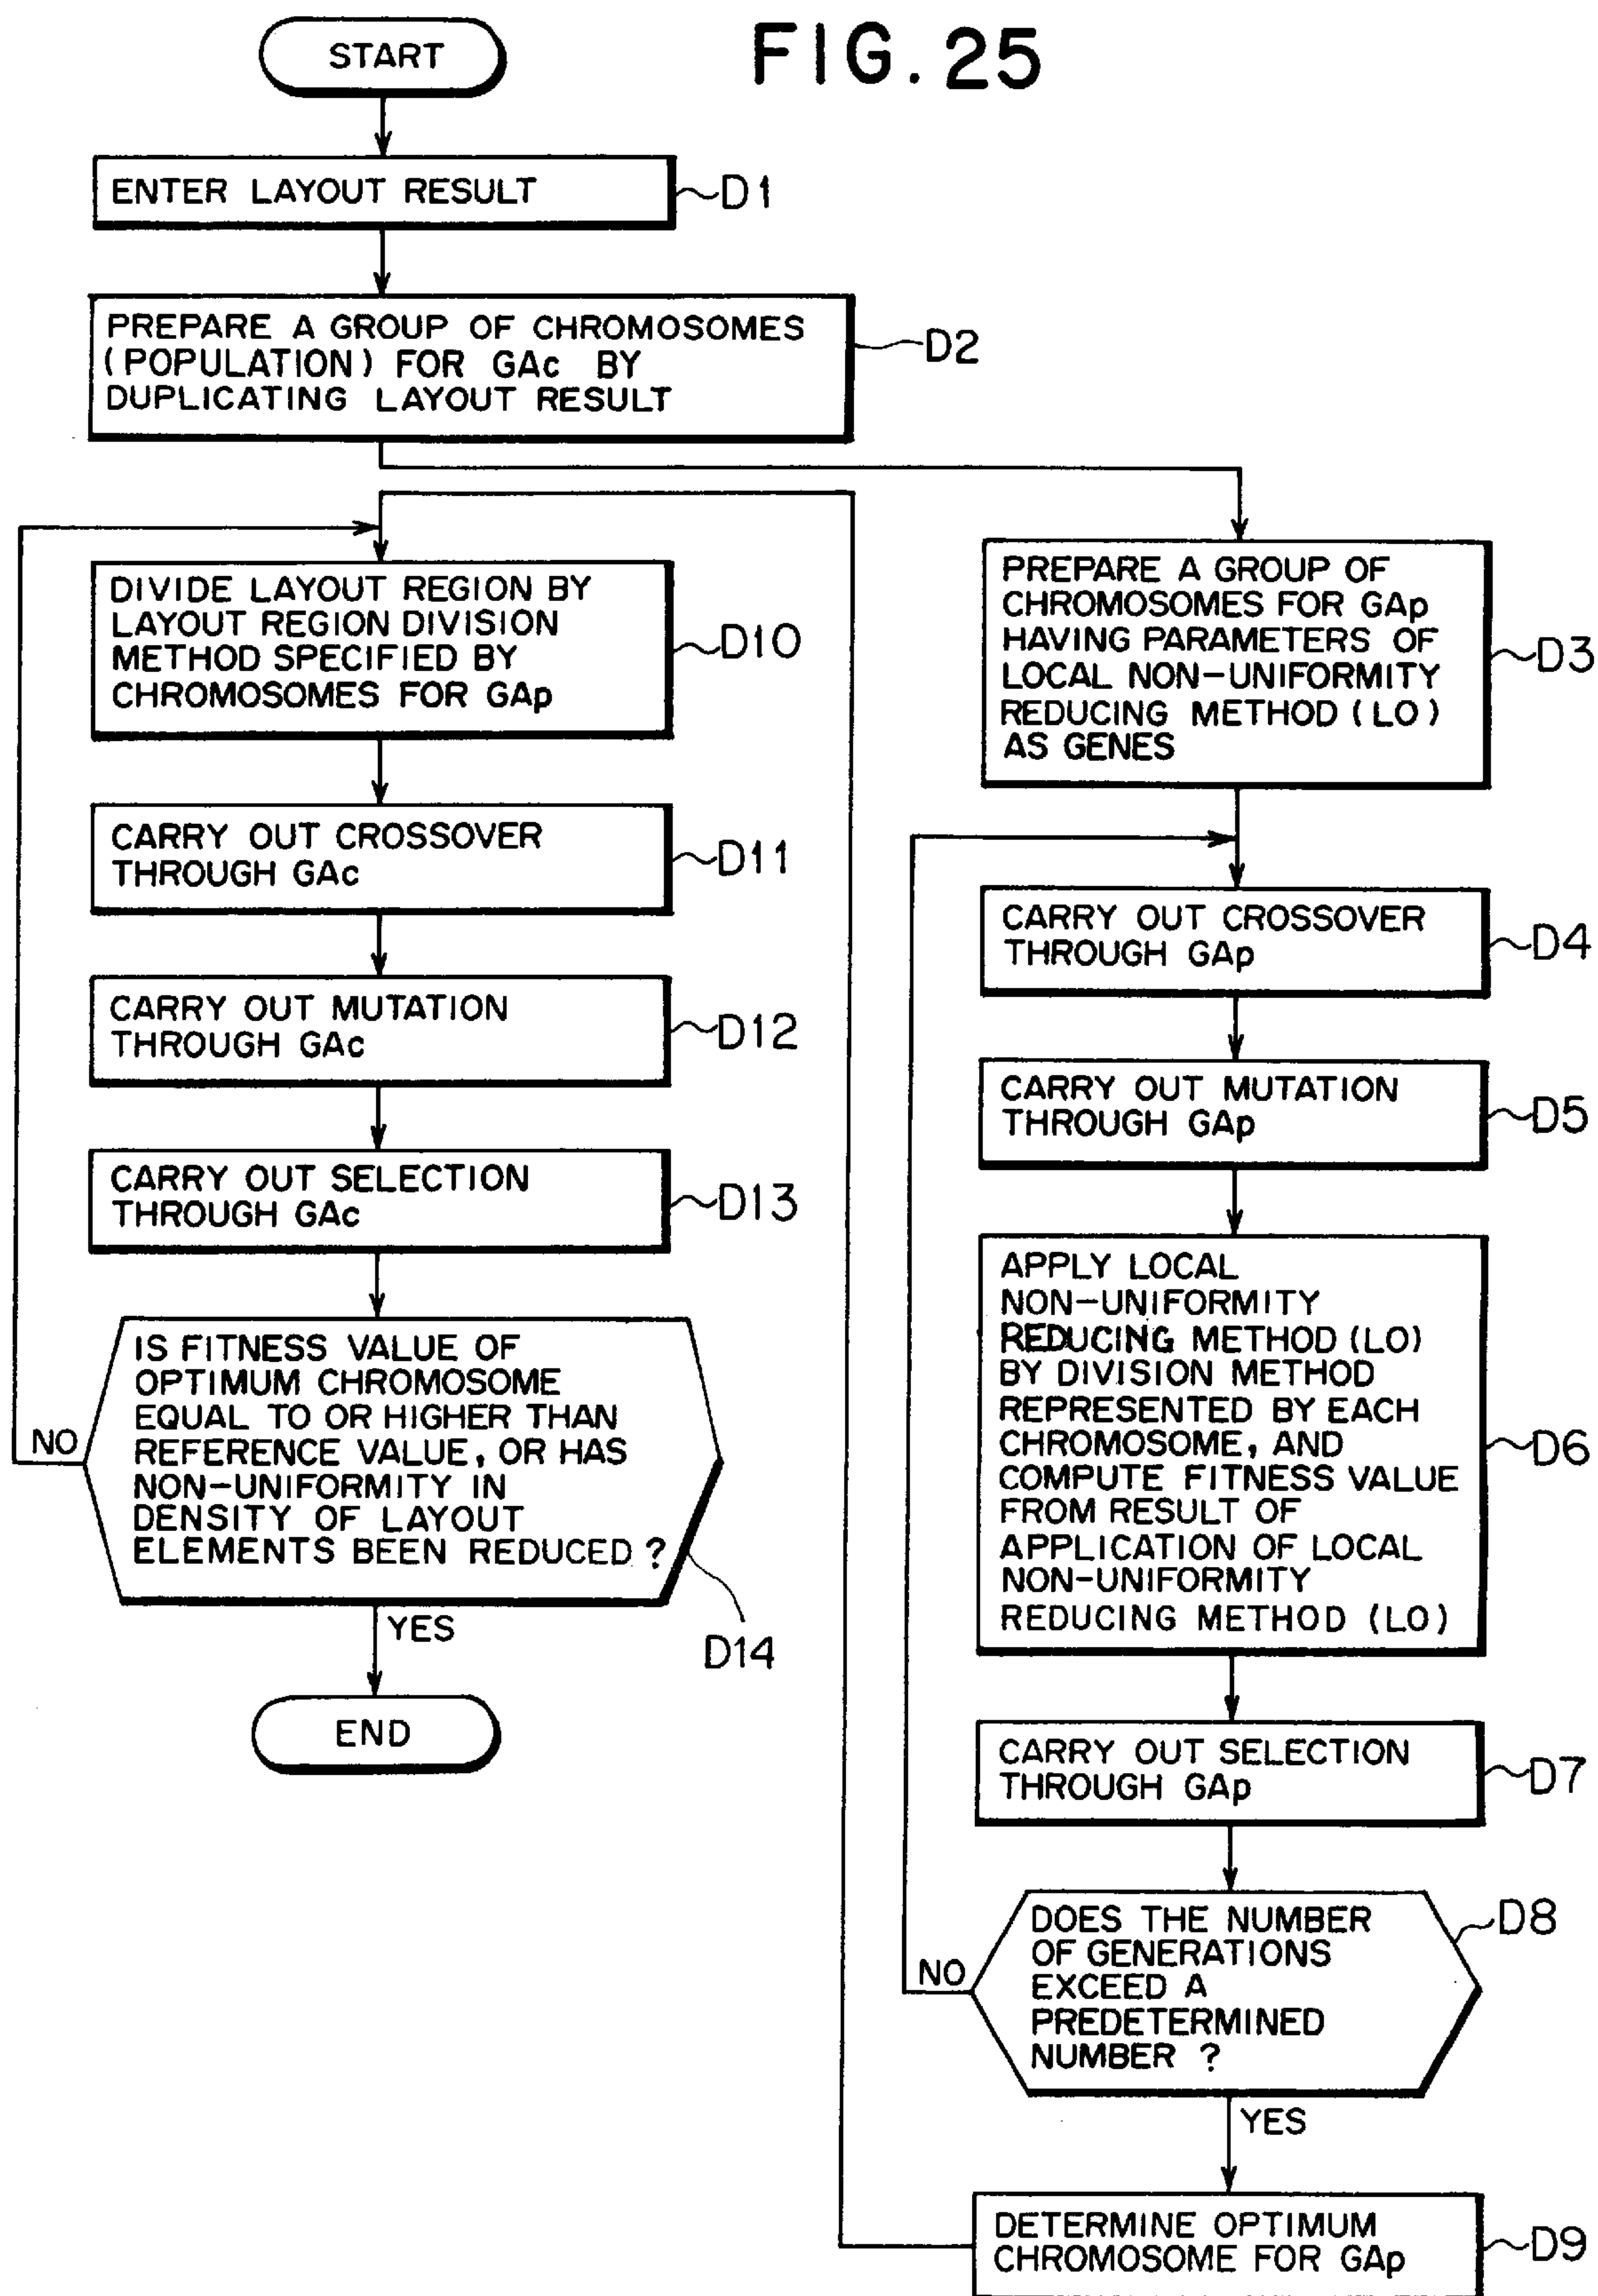 FIG. 25
START
ENTER LAYOUT RESULT
D1
PREPARE A GROUP OF CHROMOSOMES
(POPULATION) FOR GAc BY
DUPLICATING LAYOUT RESULT
D2
PREPARE A GROUP OF
CHROMOSOMES FOR GAp
HAVING PARAMETERS OF
LOCAL NON-UNIFORMITY
REDUCING METHOD (LO)
AS GENES
D3
CARRY OUT CROSSOVER
THROUGH GAp
D4
CARRY OUT MUTATION
THROUGH GAp
D5
APPLY LOCAL
NON-UNIFORMITY
REDUCING METHOD (LO)
BY DIVISION METHOD
REPRESENTED BY EACH
CHROMOSOME, AND
COMPUTE FITNESS VALUE
FROM RESULT OF
APPLICATION OF LOCAL
NON-UNIFORMITY
REDUCING METHOD (LO)
D6
CARRY OUT SELECTION
THROUGH GAp
D7
DOES THE NUMBER
OF GENERATIONS
EXCEED A
PREDETERMINED
NUMBER ?
D8
NO
YES
DETERMINE OPTIMUM
CHROMOSOME FOR GAp
D9
DIVIDE LAYOUT REGION BY
LAYOUT REGION DIVISION
METHOD SPECIFIED BY
CHROMOSOMES FOR GAp
D10
CARRY OUT CROSSOVER
THROUGH GAc
D11
CARRY OUT MUTATION
THROUGH GAc
D12
CARRY OUT SELECTION
THROUGH GAc
D13
IS FITNESS VALUE OF
OPTIMUM CHROMOSOME
EQUAL TO OR HIGHER THAN
REFERENCE VALUE, OR HAS
NON-UNIFORMITY IN
DENSITY OF LAYOUT
ELEMENTS BEEN REDUCED ?
D14
NO
YES
END